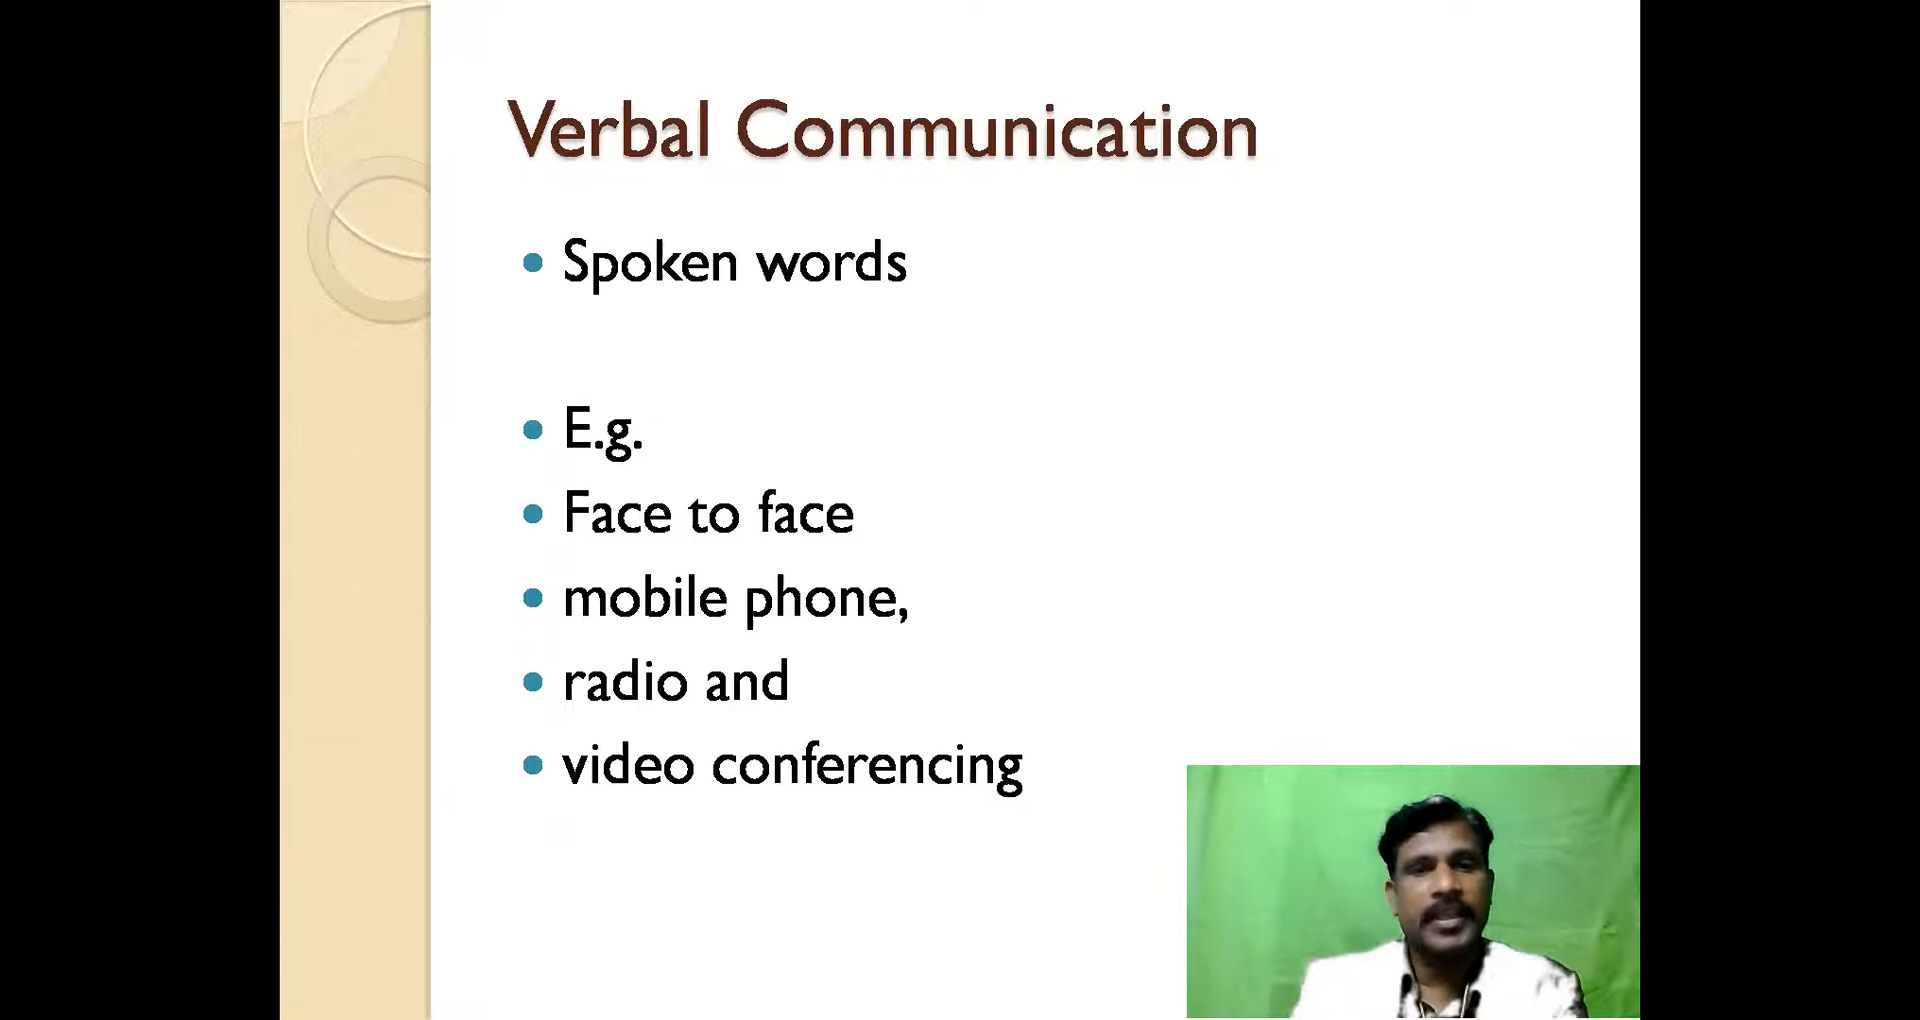 Verbal Communication
• Spoken words
• E.g.
• Face to face
• mobile phone,
• radio and
• video conferencing